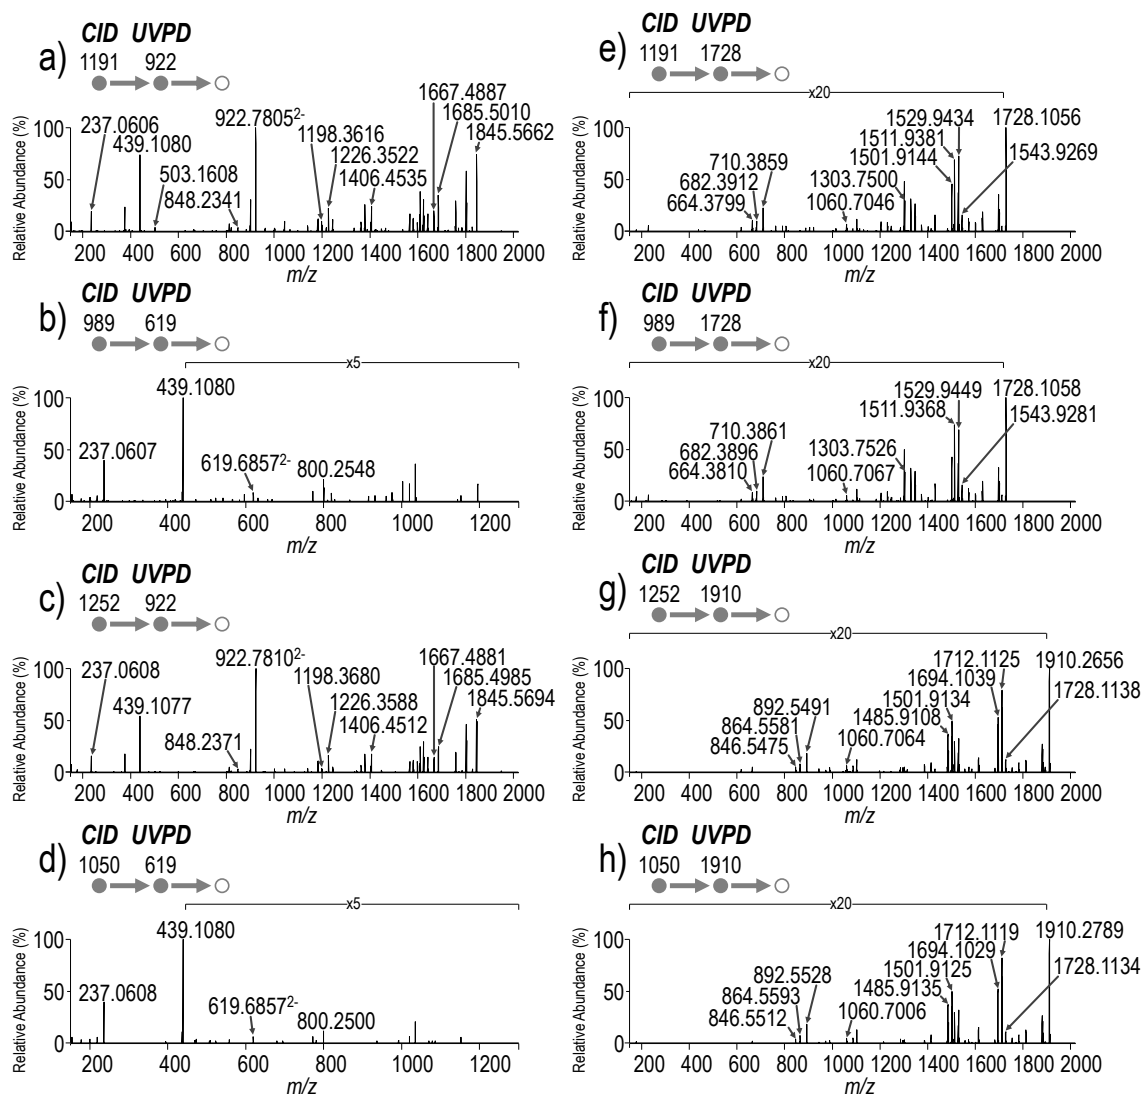 a)
CID UVPD
1191 922
237.0606
439.1080
503.1608
848.2341
922.7805²⁻
1198.3616
1226.3522
1406.4535
1667.4887
1685.5010
1845.5662
Relative Abundance (%)
100
50
0
200 400 600 800 1000 1200 1400 1600 1800 2000
m/z
b)
CID UVPD
989 619
x5
439.1080
237.0607
619.6857²⁻
800.2548
Relative Abundance (%)
100
50
0
200 400 600 800 1000 1200
m/z
c)
CID UVPD
1252 922
237.0608
439.1077
848.2371
922.7810²⁻
1198.3680
1226.3588
1406.4512
1667.4881
1685.4985
1845.5694
Relative Abundance (%)
100
50
0
200 400 600 800 1000 1200 1400 1600 1800 2000
m/z
d)
CID UVPD
1050 619
x5
439.1080
237.0608
619.6857²⁻
800.2500
Relative Abundance (%)
100
50
0
200 400 600 800 1000 1200
m/z
e)
CID UVPD
1191 1728
x20
1529.9434
1728.1056
1511.9381
1501.9144
1543.9269
710.3859
682.3912
664.3799
1303.7500
1060.7046
Relative Abundance (%)
100
50
0
200 400 600 800 1000 1200 1400 1600 1800 2000
m/z
f)
CID UVPD
989 1728
x20
1529.9449
1728.1058
1511.9368
1543.9281
710.3861
682.3896
664.3810
1303.7526
1060.7067
Relative Abundance (%)
100
50
0
200 400 600 800 1000 1200 1400 1600 1800 2000
m/z
g)
CID UVPD
1252 1910
x20
1712.1125
1910.2656
1694.1039
1728.1138
1501.9134
1485.9108
892.5491
864.5581
846.5475
1060.7064
Relative Abundance (%)
100
50
0
200 400 600 800 1000 1200 1400 1600 1800 2000
m/z
h)
CID UVPD
1050 1910
x20
1712.1119
1910.2789
1694.1029
1728.1134
1501.9125
1485.9135
892.5528
864.5593
846.5512
1060.7006
Relative Abundance (%)
100
50
0
200 400 600 800 1000 1200 1400 1600 1800 2000
m/z